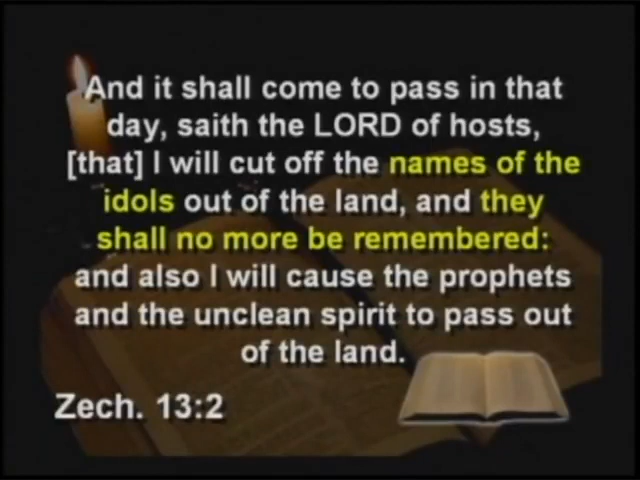 And it shall come to pass in that
day, saith the LORD of hosts,
[that] I will cut off the names of the
idols out of the land, and they
shall no more be remembered:
and also I will cause the prophets
and the unclean spirit to pass out
of the land.
Zech. 13:2